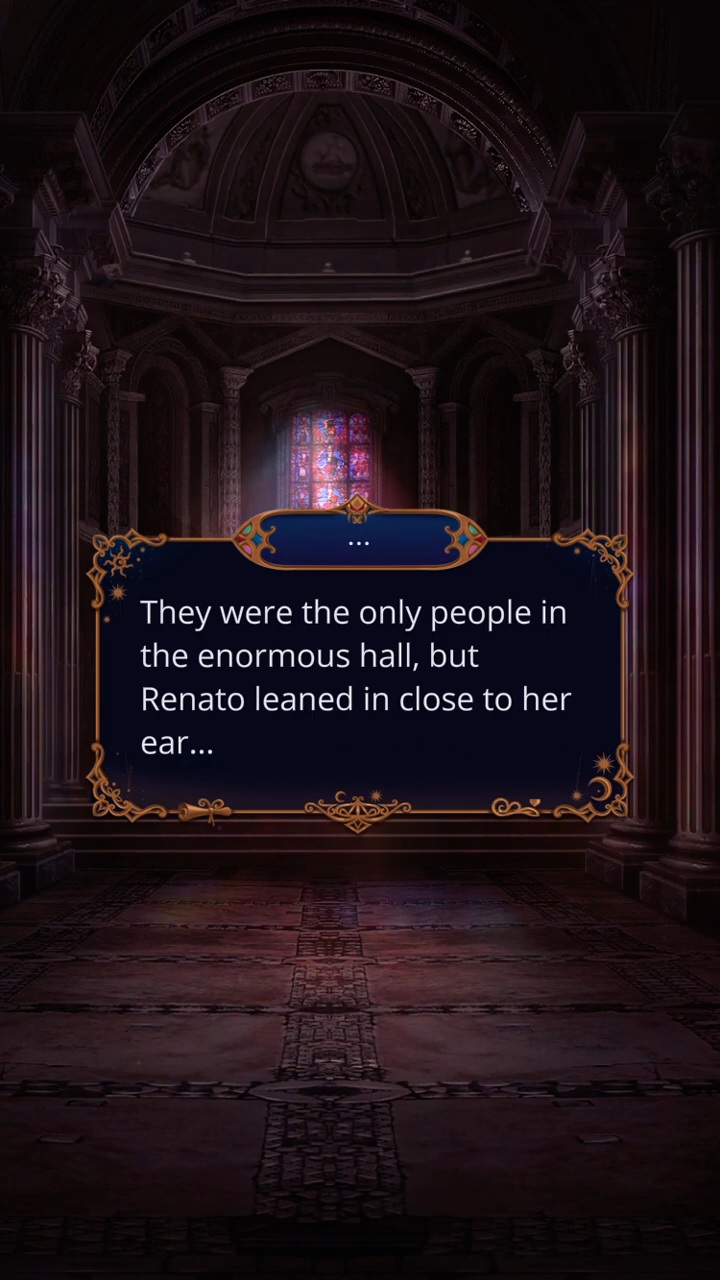 ...
They were the only people in
the enormous hall, but
Renato leaned in close to her
ear...